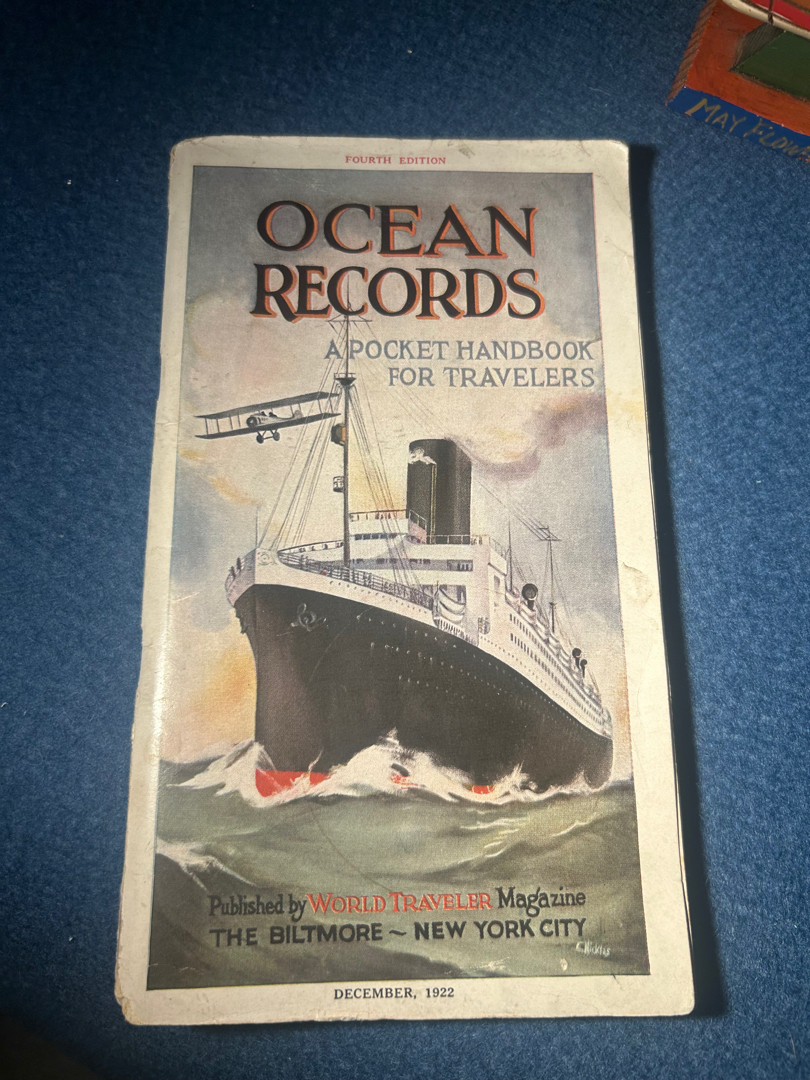 FOURTH EDITION
OCEAN
RECORDS
A POCKET HANDBOOK
FOR TRAVELERS
Published by WORLD TRAVELER Magazine
THE BILTMORE ~ NEW YORK CITY
DECEMBER, 1922
MAY